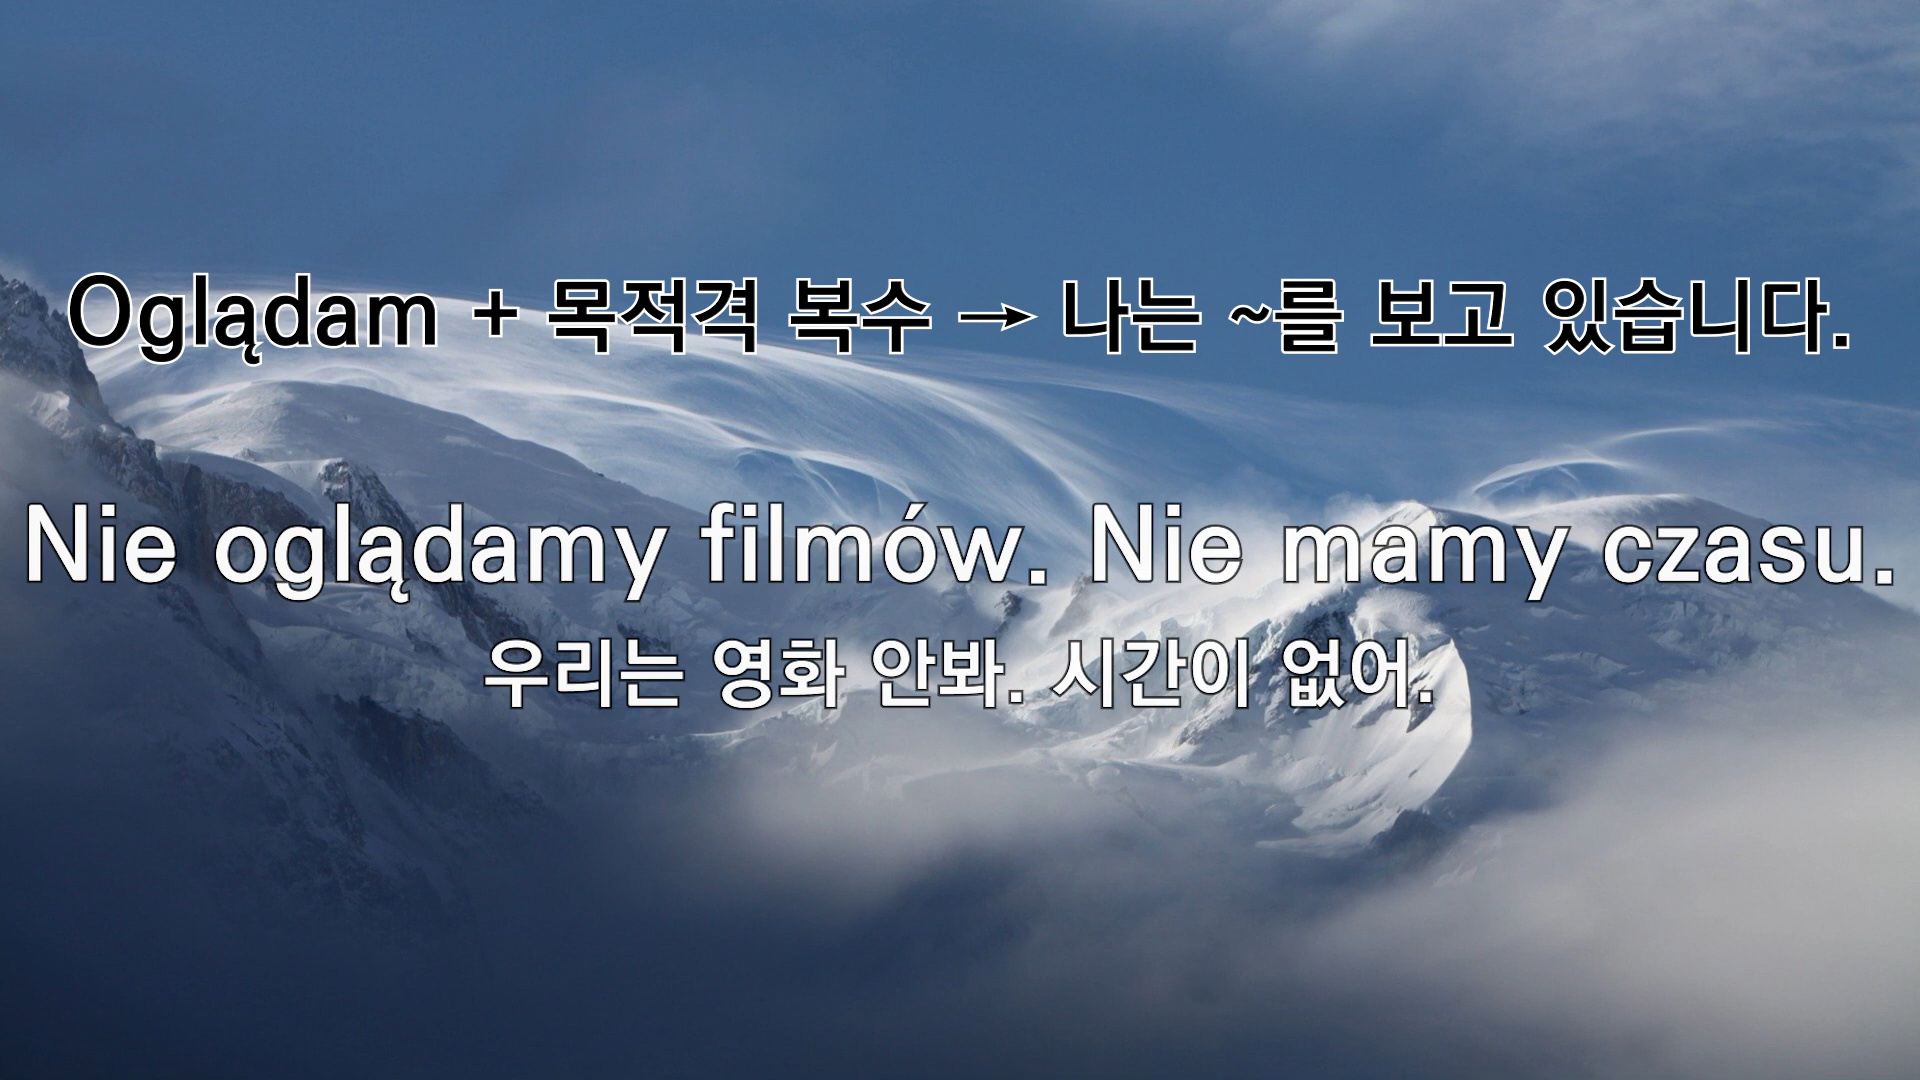 Oglądam + 목적격 복수 → 나는 ~를 보고 있습니다.
Nie oglądamy filmów. Nie mamy czasu.
우리는 영화 안봐. 시간이 없어.